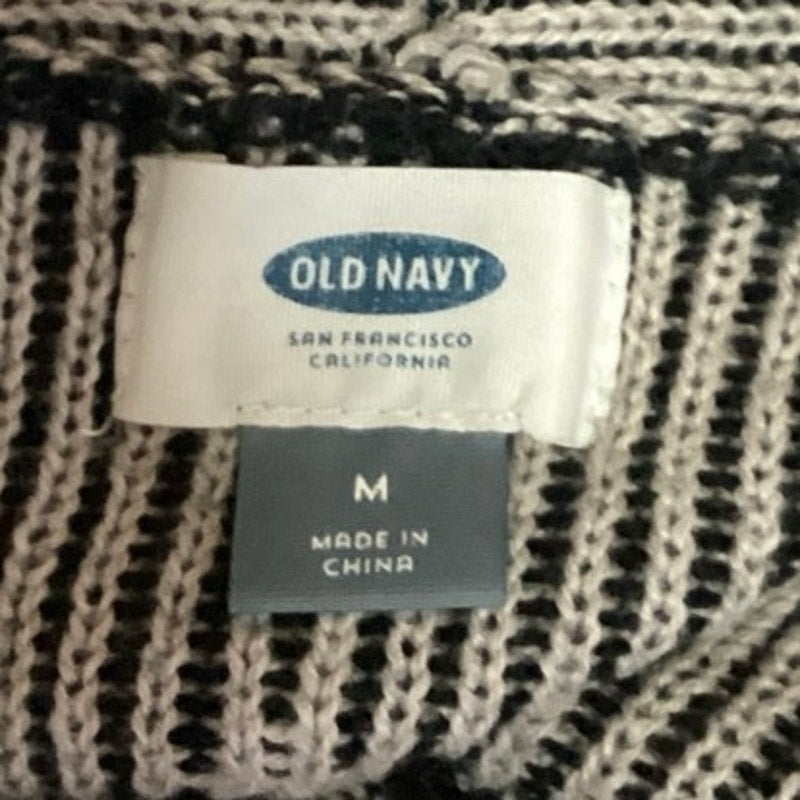 OLD NAVY
SAN FRANCISCO
CALIFORNIA
M
MADE IN
CHINA